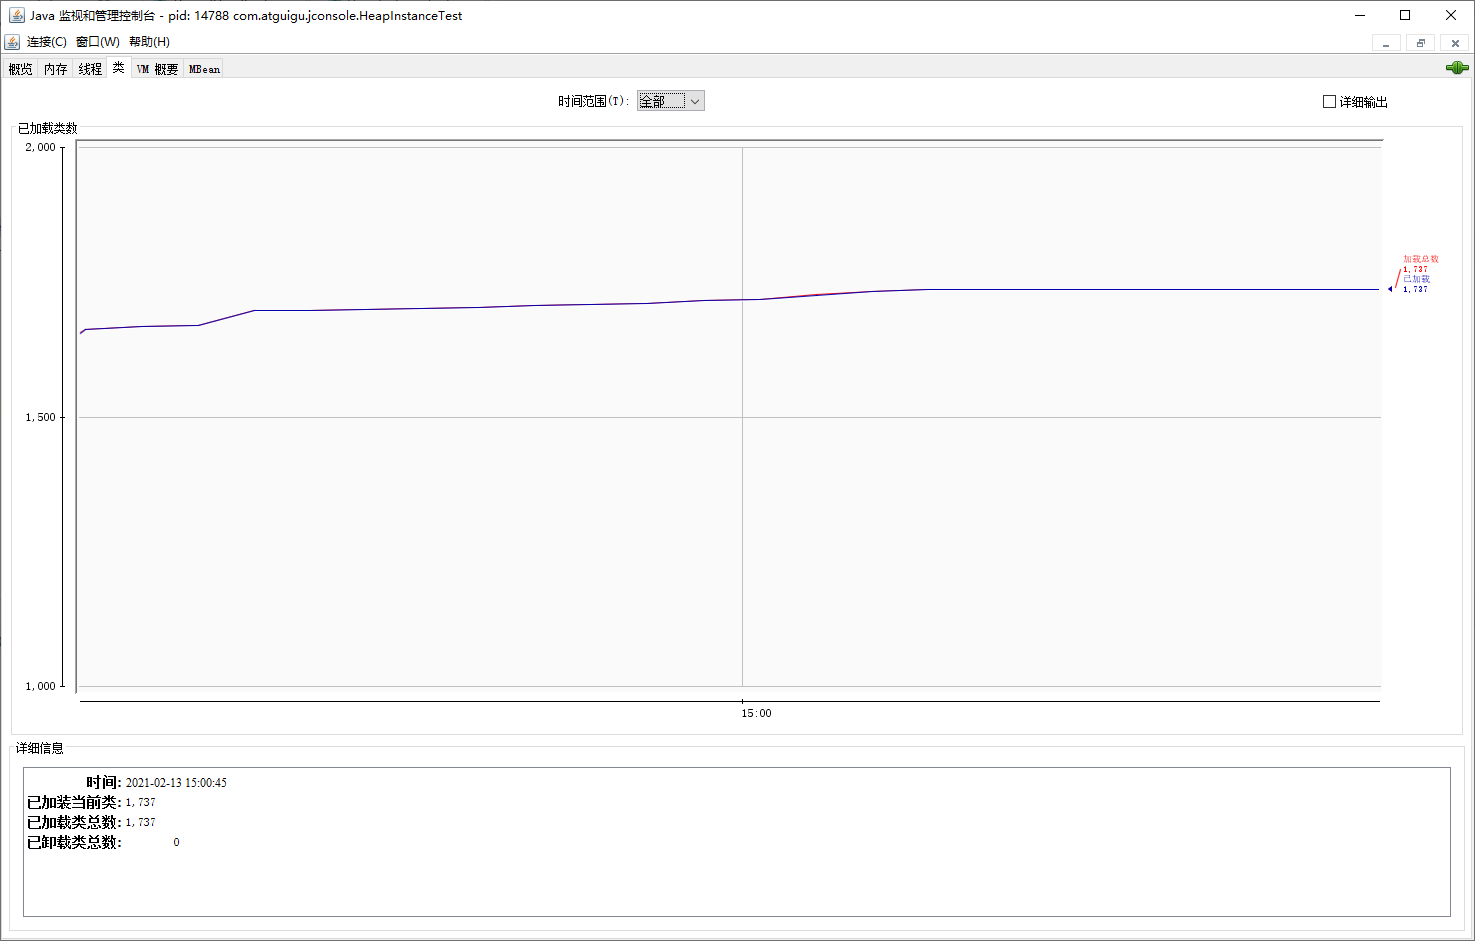 Java 监视和管理控制台 - pid: 14788 com.atguigu.jconsole.HeapInstanceTest
连接(C) 窗口(W) 帮助(H)
概览 内存 线程 类 VM 概要 MBean
时间范围(T): 全部 详细输出
已加载类数
2,000
1,500
1,000
加载总数
1,737
已加载
1,737
15:00
详细信息
时间: 2021-02-13 15:00:45
已加装当前类: 1,737
已加载类总数: 1,737
已卸载类总数: 0